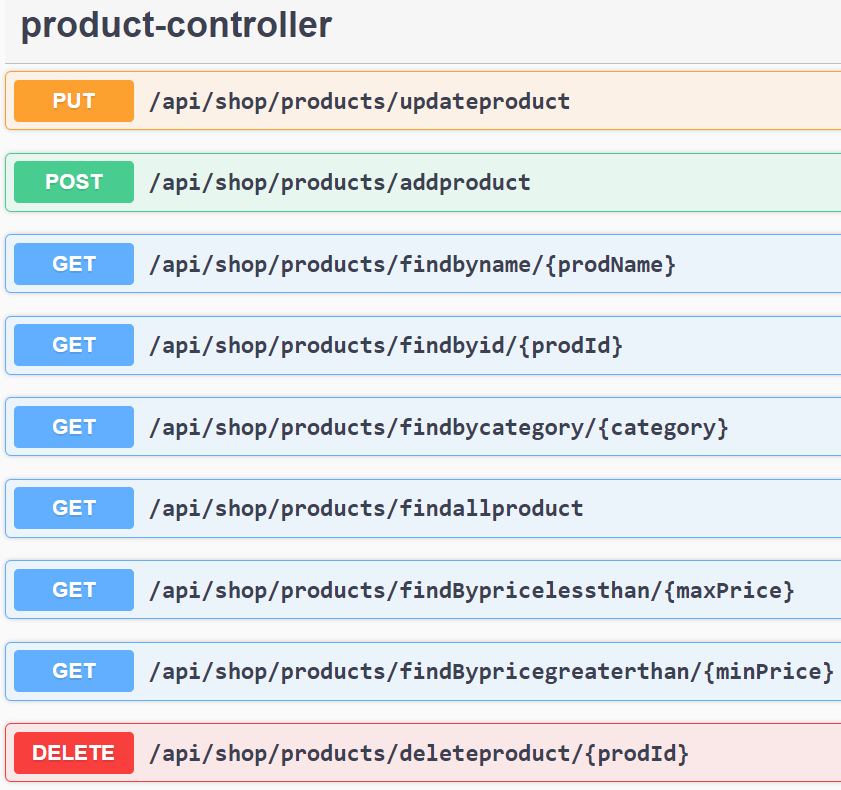 product-controller
PUT /api/shop/products/updateproduct
POST /api/shop/products/addproduct
GET /api/shop/products/findbyname/{prodName}
GET /api/shop/products/findbyid/{prodId}
GET /api/shop/products/findbycategory/{category}
GET /api/shop/products/findallproduct
GET /api/shop/products/findBypricelessthan/{maxPrice}
GET /api/shop/products/findBypricegreaterthan/{minPrice}
DELETE /api/shop/products/deleteproduct/{prodId}